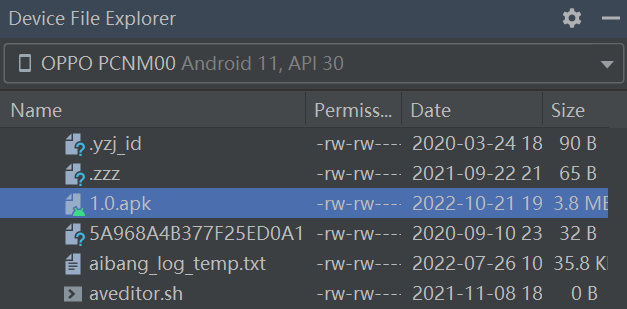 Device File Explorer
OPPO PCNM00 Android 11, API 30
Name Permiss... Date Size
.yzj_id -rw-rw---- 2020-03-24 18 90 B
.zzz -rw-rw---- 2021-09-22 21 65 B
1.0.apk -rw-rw---- 2022-10-21 19 3.8 MB
5A968A4B377F25ED0A1 -rw-rw---- 2020-09-10 23 32 B
aibang_log_temp.txt -rw-rw---- 2022-07-26 10 35.8 K
aveditor.sh -rw-rw---- 2021-11-08 18 0 B